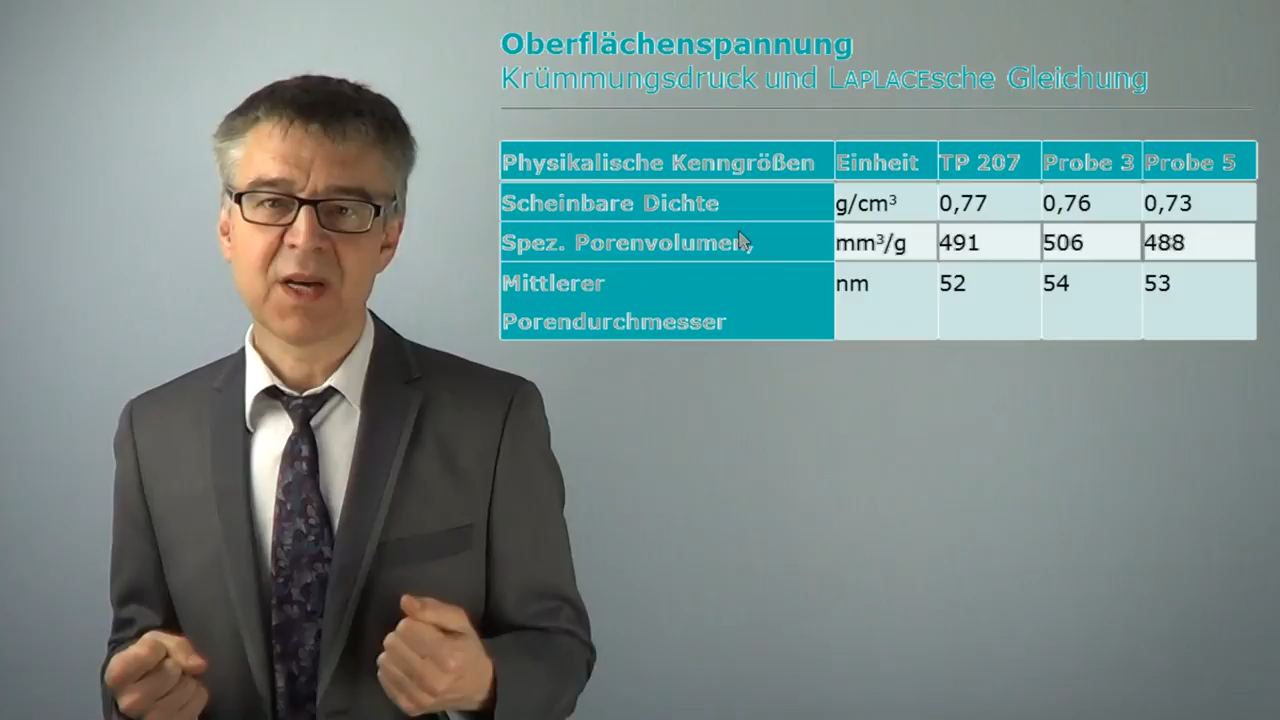 Oberflächenspannung
Krümmungsdruck und LAPLACEsche Gleichung
Physikalische Kenngrößen Einheit TP 207 Probe 3 Probe 5
Scheinbare Dichte g/cm³ 0,77 0,76 0,73
Spez. Porenvolumen, mm³/g 491 506 488
Mittlerer nm 52 54 53
Porendurchmesser